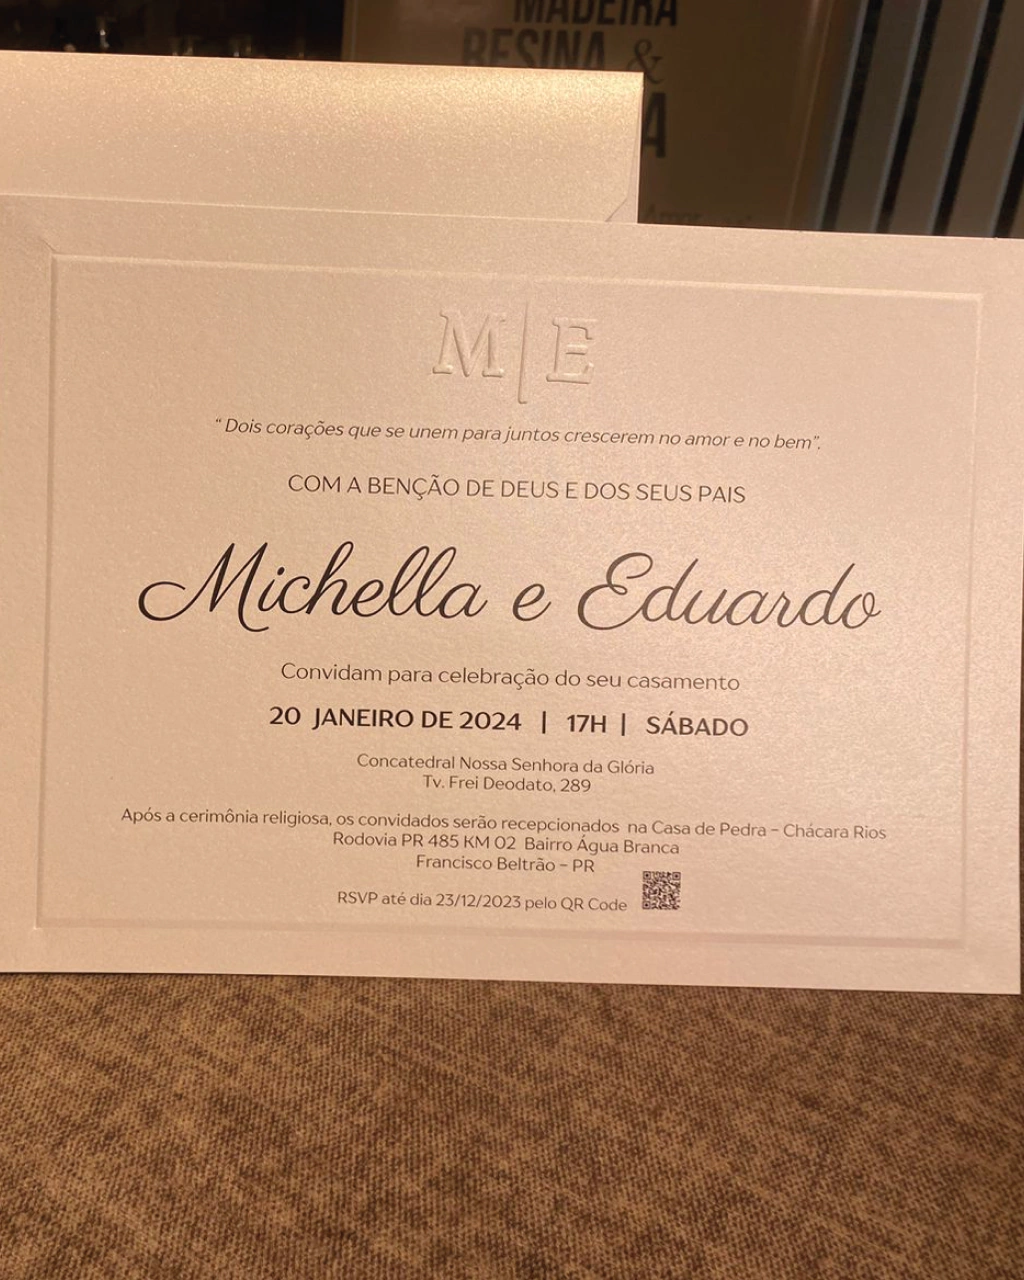 MADEIRA
RESINA &
A
M|E
“ Dois corações que se unem para juntos crescerem no amor e no bem”.
COM A BENÇÃO DE DEUS E DOS SEUS PAIS
Michella e Eduardo
Convidam para celebração do seu casamento
20 JANEIRO DE 2024 | 17H | SÁBADO
Concatedral Nossa Senhora da Glória
Tv. Frei Deodato, 289
Após a cerimônia religiosa, os convidados serão recepcionados na Casa de Pedra – Chácara Rios
Rodovia PR 485 KM 02 Bairro Água Branca
Francisco Beltrão – PR
RSVP até dia 23/12/2023 pelo QR Code